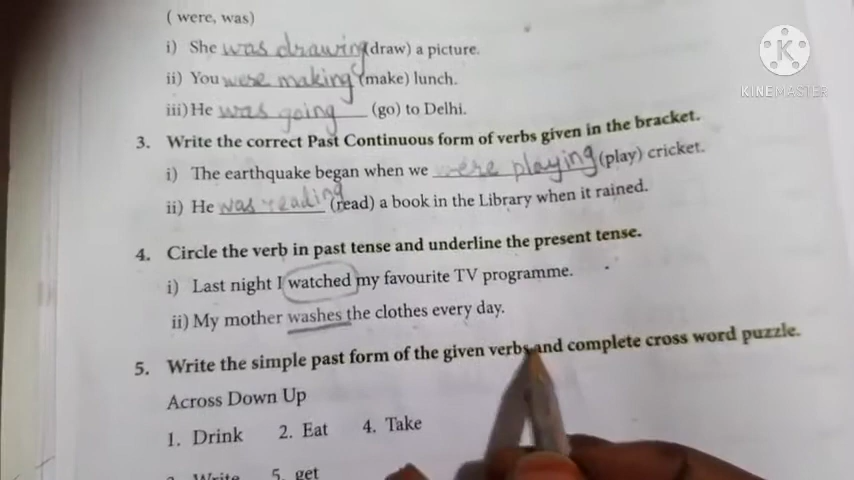 ( were, was)
i) She was drawing (draw) a picture.
ii) You were making (make) lunch.
iii) He was going (go) to Delhi.
3. Write the correct Past Continuous form of verbs given in the bracket.
i) The earthquake began when we were playing (play) cricket.
ii) He was reading (read) a book in the Library when it rained.
4. Circle the verb in past tense and underline the present tense.
i) Last night I watched my favourite TV programme.
ii) My mother washes the clothes every day.
5. Write the simple past form of the given verbs and complete cross word puzzle.
Across Down Up
1. Drink 2. Eat 4. Take
3. Write 5. get
K
KINEMASTER